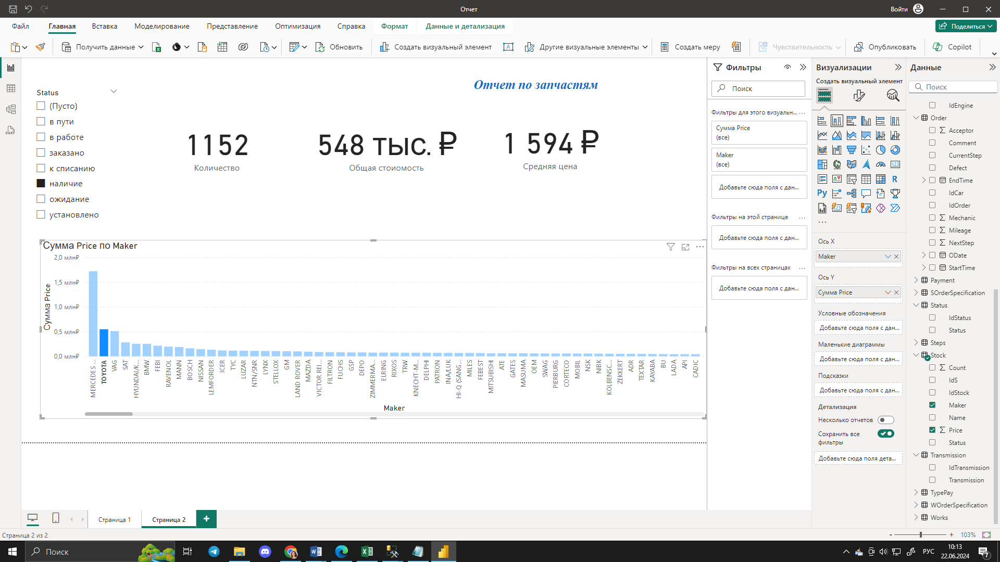 Отчет
Войти
Файл
Главная
Вставка
Моделирование
Представление
Оптимизация
Справка
Формат
Данные и детализация
Поделиться
Получить данные
Обновить
Создать визуальный элемент
Другие визуальные элементы
Создать меру
Чувствительность
Опубликовать
Copilot
Отчет по запчастям
Status
(Пусто)
в пути
в работе
заказано
к списанию
наличие
ожидание
установлено
1152
Количество
548 тыс. ₽
Общая стоиомость
1 594 ₽
Средняя цена
Сумма Price по Maker
Сумма Price
2,0 млн₽
1,5 млн₽
1,0 млн₽
0,5 млн₽
0,0 млн₽
MERCEDES ...
TOYOTA
VAG
SAT
HYUNDAI/K...
BMW
FEBI
RAVENOL
MANN
BOSCH
NISSAN
LEMFORDER
ICER
TYC
LUZAR
NTN/SNR
LYNX
STELLOX
GM
LAND ROVER
MAZDA
VICTOR REI...
FILTRON
FUCHS
GSP
DEPO
ZIMMERMA...
ELRING
RIXOS
TRW
KNECHT-M...
DELPHI
PATRON
INA/LUK
HI-Q (SANG...
MILES
FEBEST
MITSUBISHI
ATE
GATES
MASUMA
OEM
SWAG
PIERBURG
CORTECO
MOBIL
NSK
NIBK
KOLBENSC...
ZEKKERT
ADR
TEXTAR
KAYABA
BU
LADA
API
CADIC
Maker
Фильтры
Поиск
Фильтры для этого визуальн... ...
Сумма Price
(все)
Maker
(все)
Добавьте сюда поля с дан...
Фильтры на этой странице ...
Добавьте сюда поля с дан...
Фильтры на всех страницах ...
Добавьте сюда поля с дан...
Визуализации
Создать визуальный элемент
R
Py
123
123
...
Ось X
Maker
Ось Y
Сумма Price
Условные обозначения
Добавьте сюда поля с дан...
Маленькие диаграммы
Добавьте сюда поля с дан...
Подсказки
Добавьте сюда поля с дан...
Детализация
Несколько отчетов
Сохранить все
фильтры
Добавьте сюда поля дета...
Данные
Поиск
IdEngine
Order
Acceptor
Comment
CurrentStep
Defect
EndTime
IdCar
IdOrder
Mechanic
Mileage
NextStep
ODate
StartTime
Payment
SOrderSpecification
Status
IdStatus
Status
Steps
Stock
Count
IdS
IdStock
Maker
Name
Price
Status
Transmission
IdTransmission
Transmission
TypePay
WOrderSpecification
Works
Страница 1
Страница 2
Страница 2 из 2
- + 103%
Поиск
РУС
10:13
22.06.2024
7